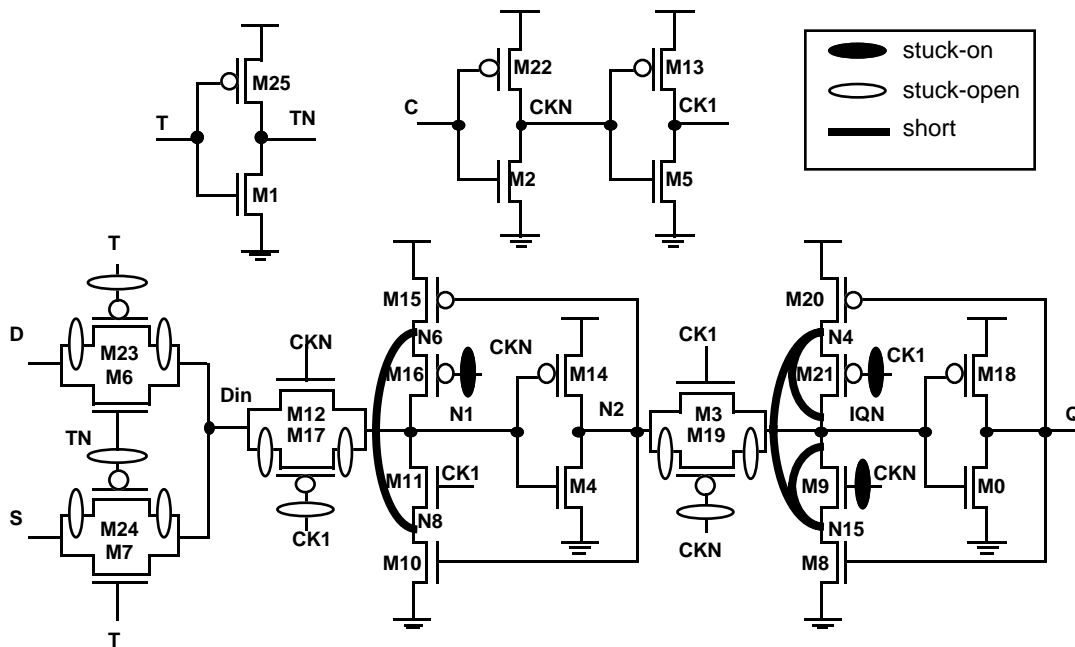 stuck-on
stuck-open
short
M25
T
TN
M1
M22
C
CKN
M2
M13
CK1
M5
T
D
M23
M6
TN
S
M24
M7
T
Din
CKN
M12
M17
CK1
M15
N6
M16
CKN
N1
M11
CK1
N8
M10
M14
N2
M4
CK1
M3
M19
CKN
M20
N4
M21
CK1
IQN
M9
CKN
N15
M8
M18
Q
M0